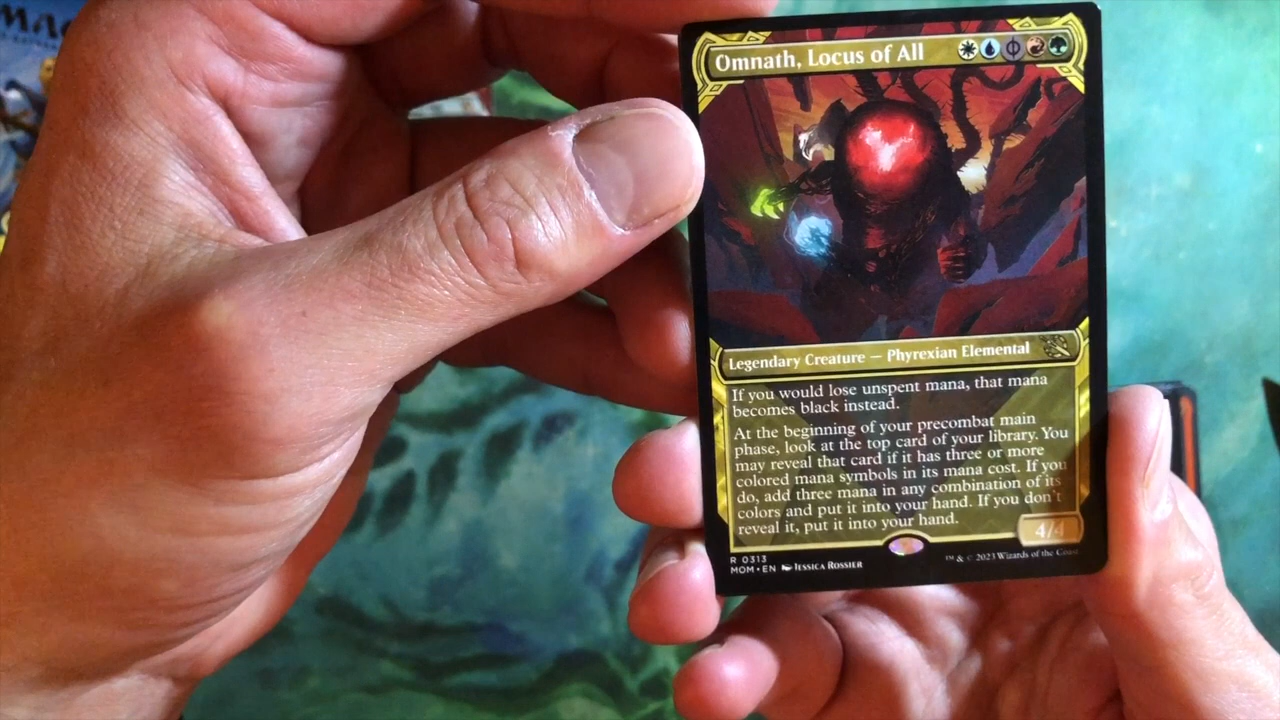 MAG
Omnath, Locus of All
Legendary Creature — Phyrexian Elemental
If you would lose unspent mana, that mana
becomes black instead.
At the beginning of your precombat main
phase, look at the top card of your library. You
may reveal that card if it has three or more
colored mana symbols in its mana cost. If you
do, add three mana in any combination of its
colors and put it into your hand. If you don't
reveal it, put it into your hand.
4/4
R 0313
MOM • EN JESSICA ROSSIER
™ & © 2023 Wizards of the Coast